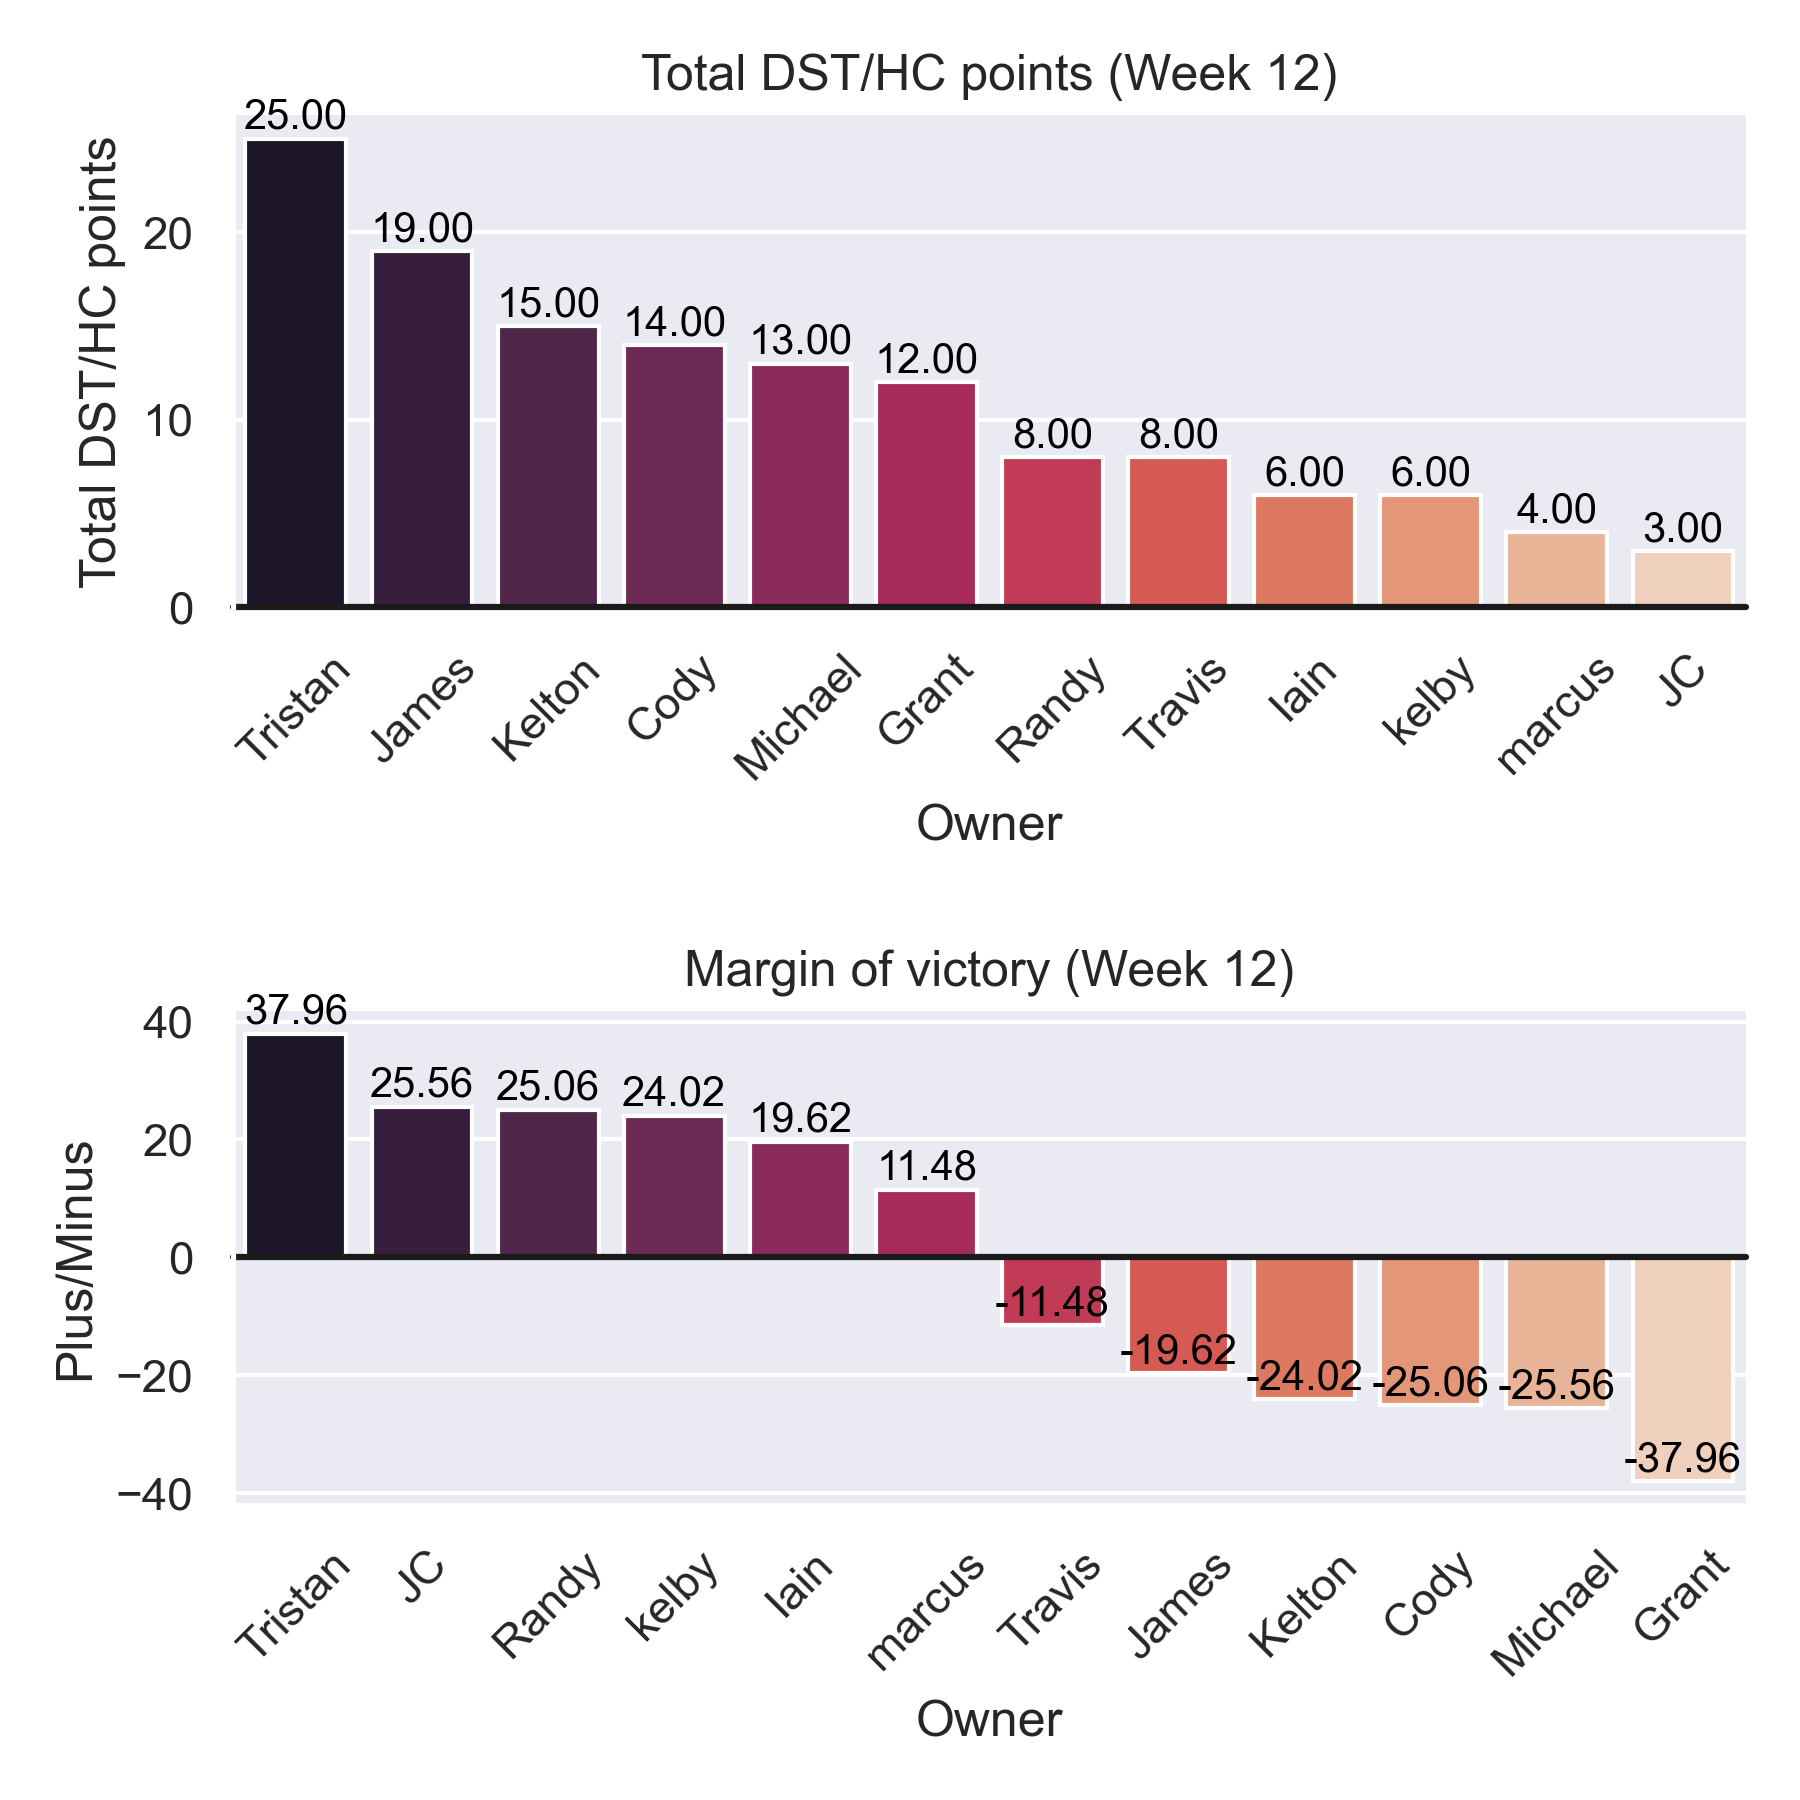 Total DST/HC points (Week 12)
Total DST/HC points
20
10
0
25.00
19.00
15.00
14.00
13.00
12.00
8.00
8.00
6.00
6.00
4.00
3.00
Tristan
James
Kelton
Cody
Michael
Grant
Randy
Travis
Iain
kelby
marcus
JC
Owner
Margin of victory (Week 12)
Plus/Minus
40
20
0
−20
−40
37.96
25.56
25.06
24.02
19.62
11.48
-11.48
-19.62
-24.02
-25.06
-25.56
-37.96
Tristan
JC
Randy
kelby
Iain
marcus
Travis
James
Kelton
Cody
Michael
Grant
Owner